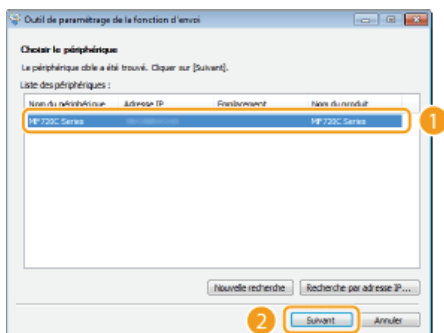 Outil de paramétrage de la fonction d'envoi
Choisir le périphérique
Le périphérique cible a été trouvé. Cliquer sur [Suivant].
Liste des périphériques :
Nom du périphérique Adresse IP Emplacement Nom du produit
MF720C Series MF720C Series
1
Nouvelle recherche Recherche par adresse IP...
2 Suivant Annuler